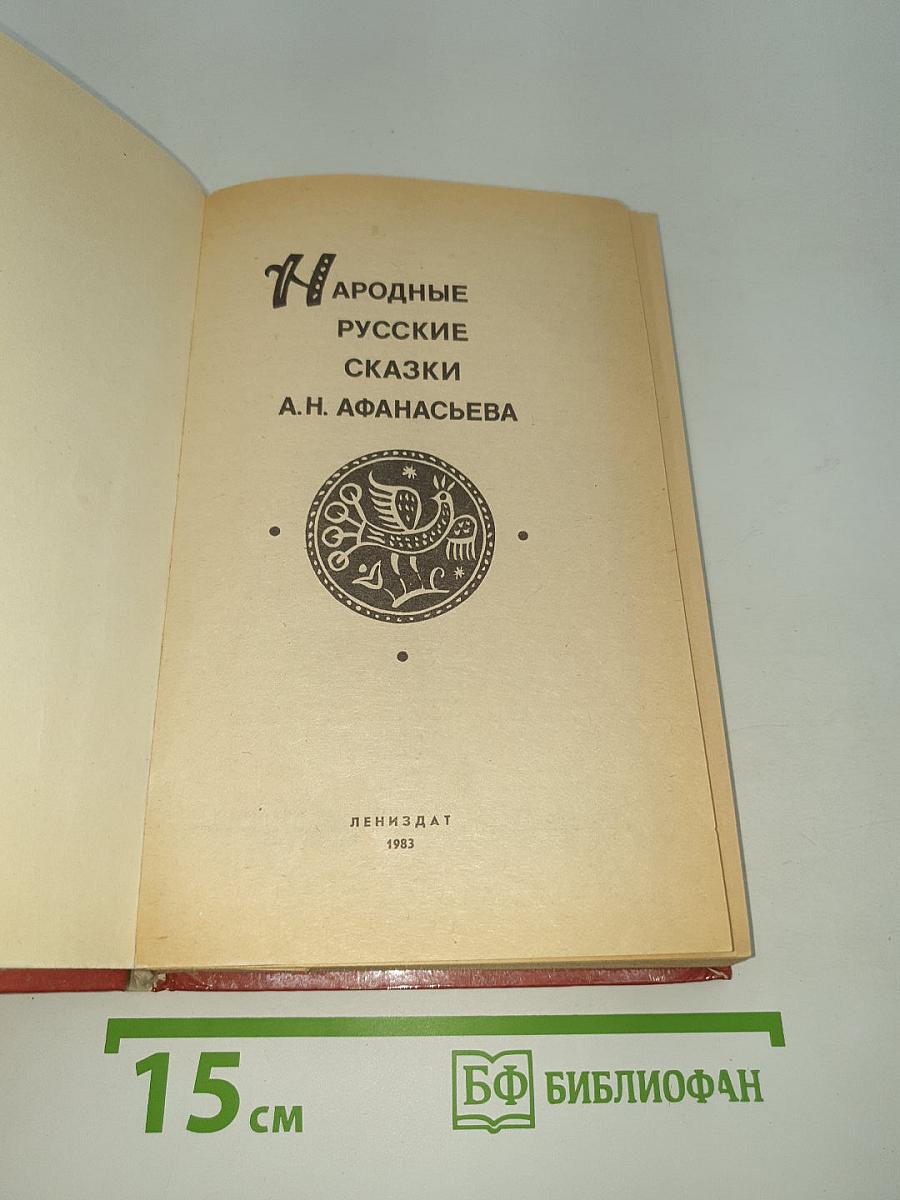 НАРОДНЫЕ
РУССКИЕ
СКАЗКИ
А.Н. АФАНАСЬЕВА
ЛЕНИЗДАТ
1983
15 см
БФ БИБЛИОФАН